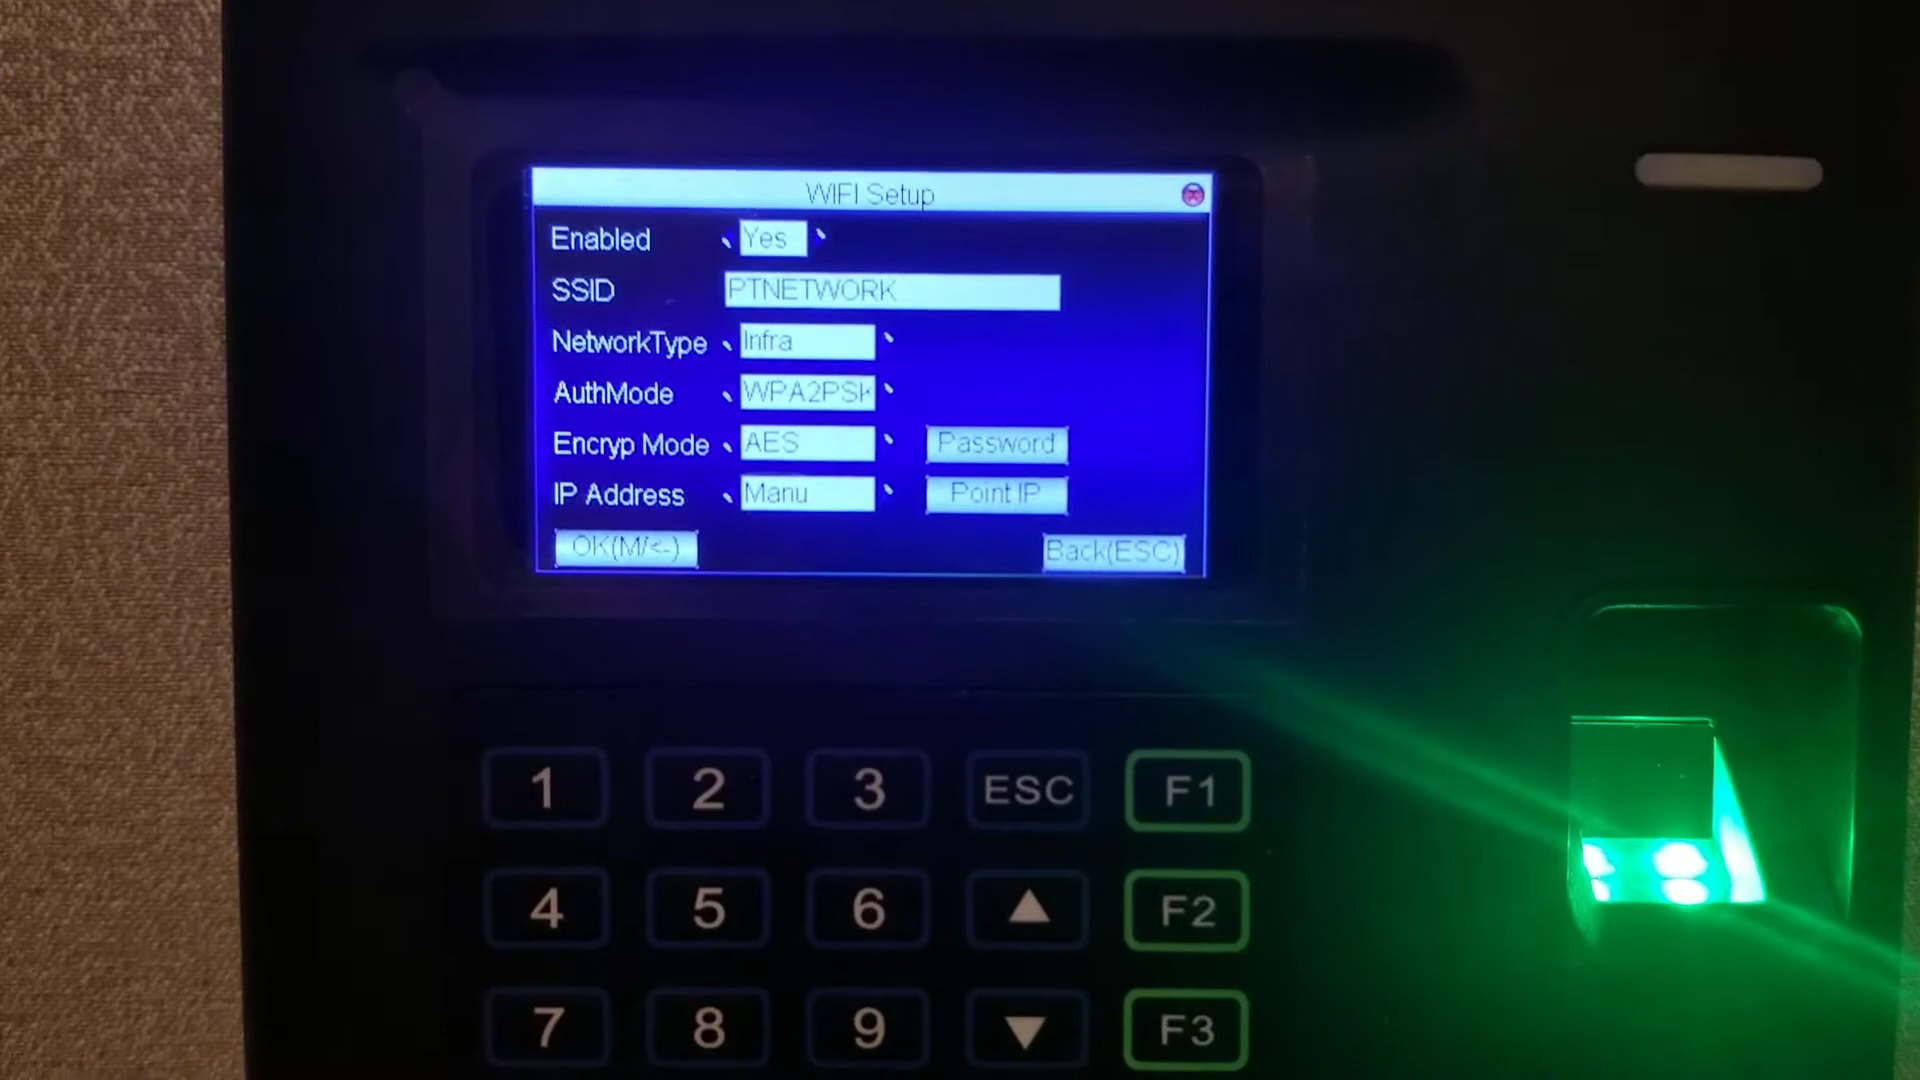 WIFI Setup
Enabled Yes
SSID PTNETWORK
NetworkType Infra
AuthMode WPA2PSK
Encryp Mode AES Password
IP Address Manu Point IP
OK(M/<-) Back(ESC)
1 2 3 ESC F1
4 5 6 ▲ F2
7 8 9 ▼ F3